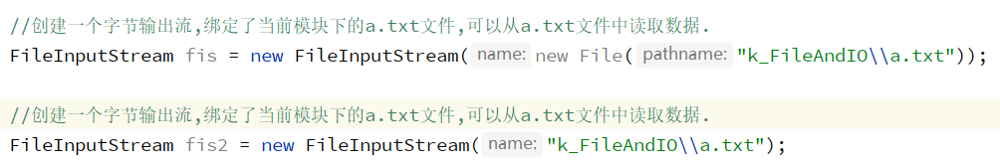 //创建一个字节输出流,绑定了当前模块下的a.txt文件,可以从a.txt文件中读取数据.
FileInputStream fis = new FileInputStream( name: new File( pathname: "k_FileAndIO\\a.txt"));
//创建一个字节输出流,绑定了当前模块下的a.txt文件,可以从a.txt文件中读取数据.
FileInputStream fis2 = new FileInputStream( name: "k_FileAndIO\\a.txt");